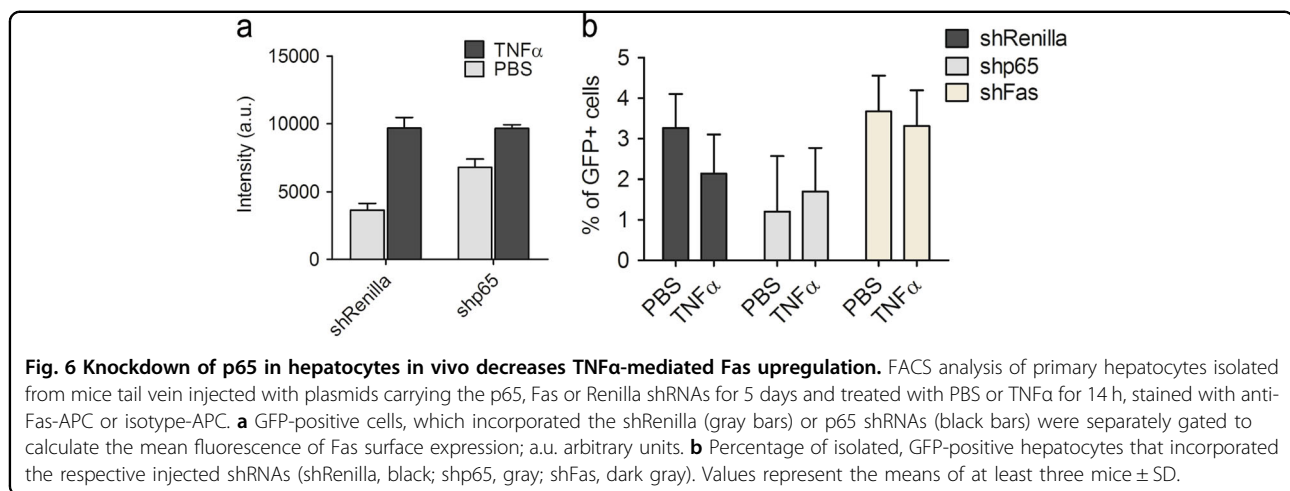 a
15000
10000
5000
0
Intensity (a.u.)
TNFα
PBS
shRenilla
shp65
b
5
4
3
2
1
0
% of GFP+ cells
shRenilla
shp65
shFas
PBS
TNFα
PBS
TNFα
PBS
TNFα
Fig. 6 Knockdown of p65 in hepatocytes in vivo decreases TNFα-mediated Fas upregulation. FACS analysis of primary hepatocytes isolated
from mice tail vein injected with plasmids carrying the p65, Fas or Renilla shRNAs for 5 days and treated with PBS or TNFα for 14 h, stained with anti-
Fas-APC or isotype-APC. a GFP-positive cells, which incorporated the shRenilla (gray bars) or p65 shRNAs (black bars) were separately gated to
calculate the mean fluorescence of Fas surface expression; a.u. arbitrary units. b Percentage of isolated, GFP-positive hepatocytes that incorporated
the respective injected shRNAs (shRenilla, black; shp65, gray; shFas, dark gray). Values represent the means of at least three mice ± SD.